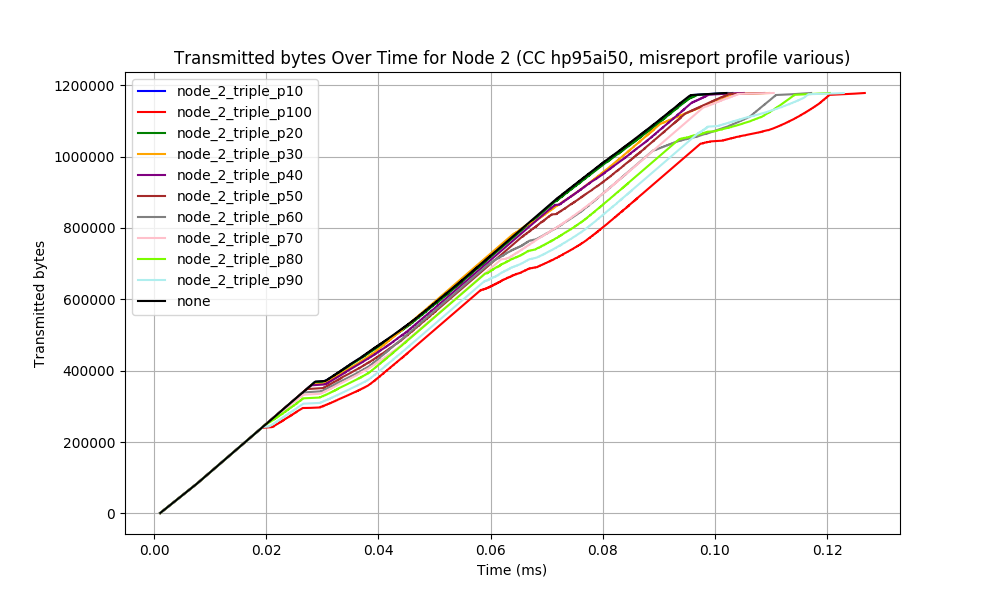 Transmitted bytes Over Time for Node 2 (CC hp95ai50, misreport profile various)
node_2_triple_p10
node_2_triple_p100
node_2_triple_p20
node_2_triple_p30
node_2_triple_p40
node_2_triple_p50
node_2_triple_p60
node_2_triple_p70
node_2_triple_p80
node_2_triple_p90
none
Transmitted bytes
1200000
1000000
800000
600000
400000
200000
0
0.00 0.02 0.04 0.06 0.08 0.10 0.12
Time (ms)